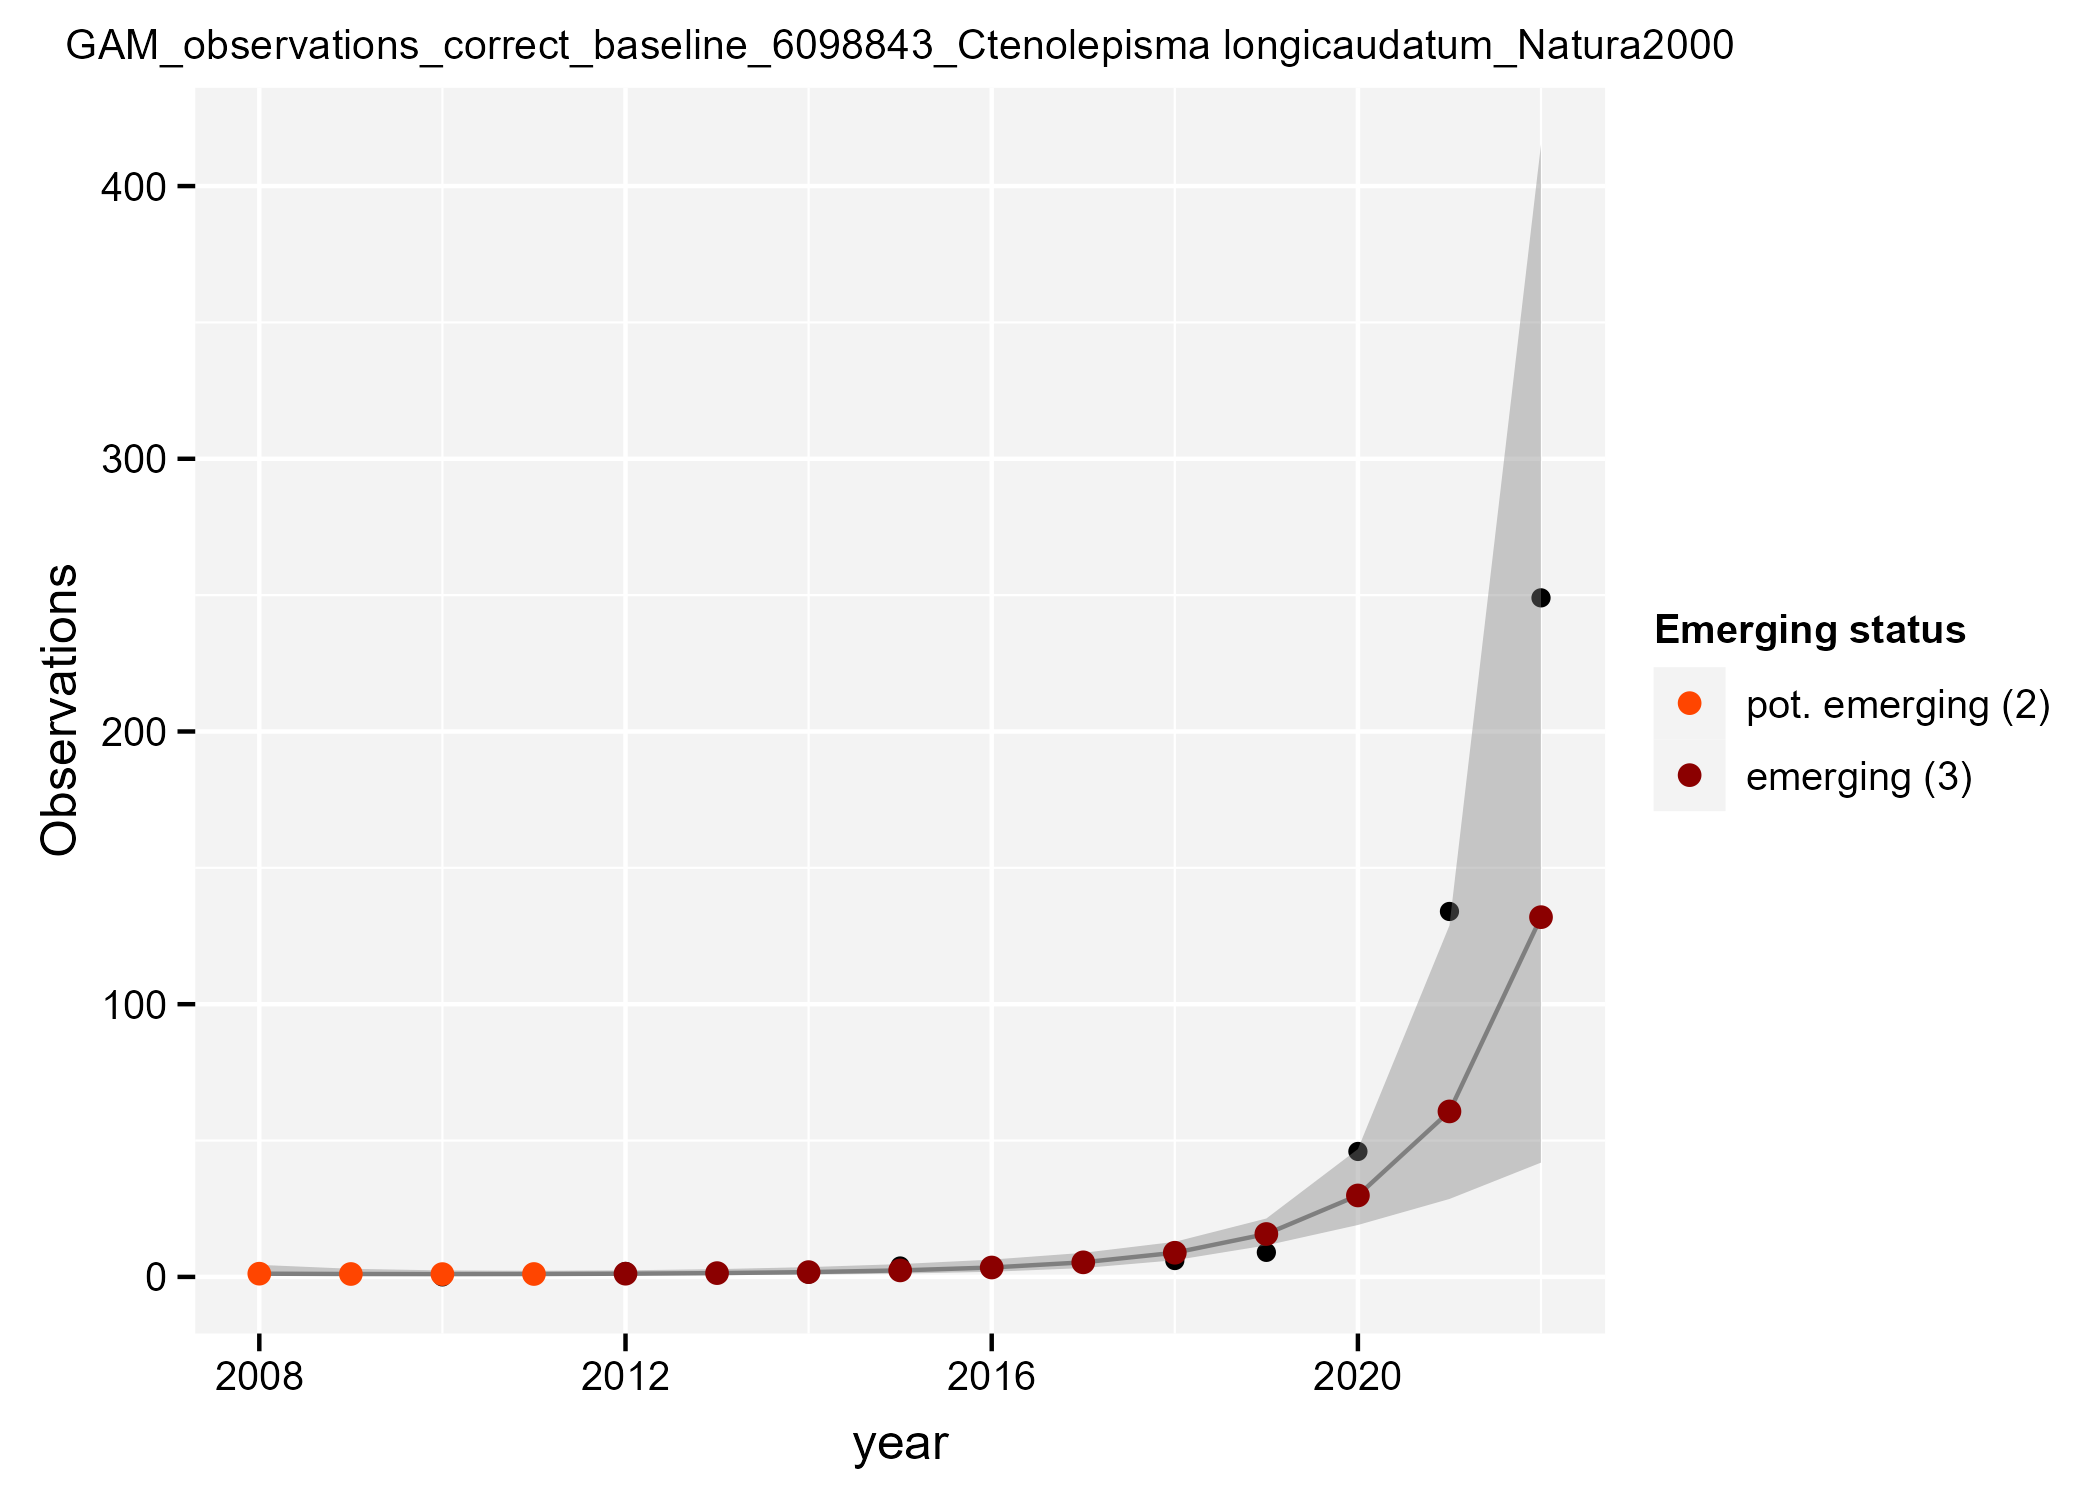 GAM_observations_correct_baseline_6098843_Ctenolepisma longicaudatum_Natura2000
400
300
200
100
0
Observations
2008 2012 2016 2020
year
Emerging status
pot. emerging (2)
emerging (3)